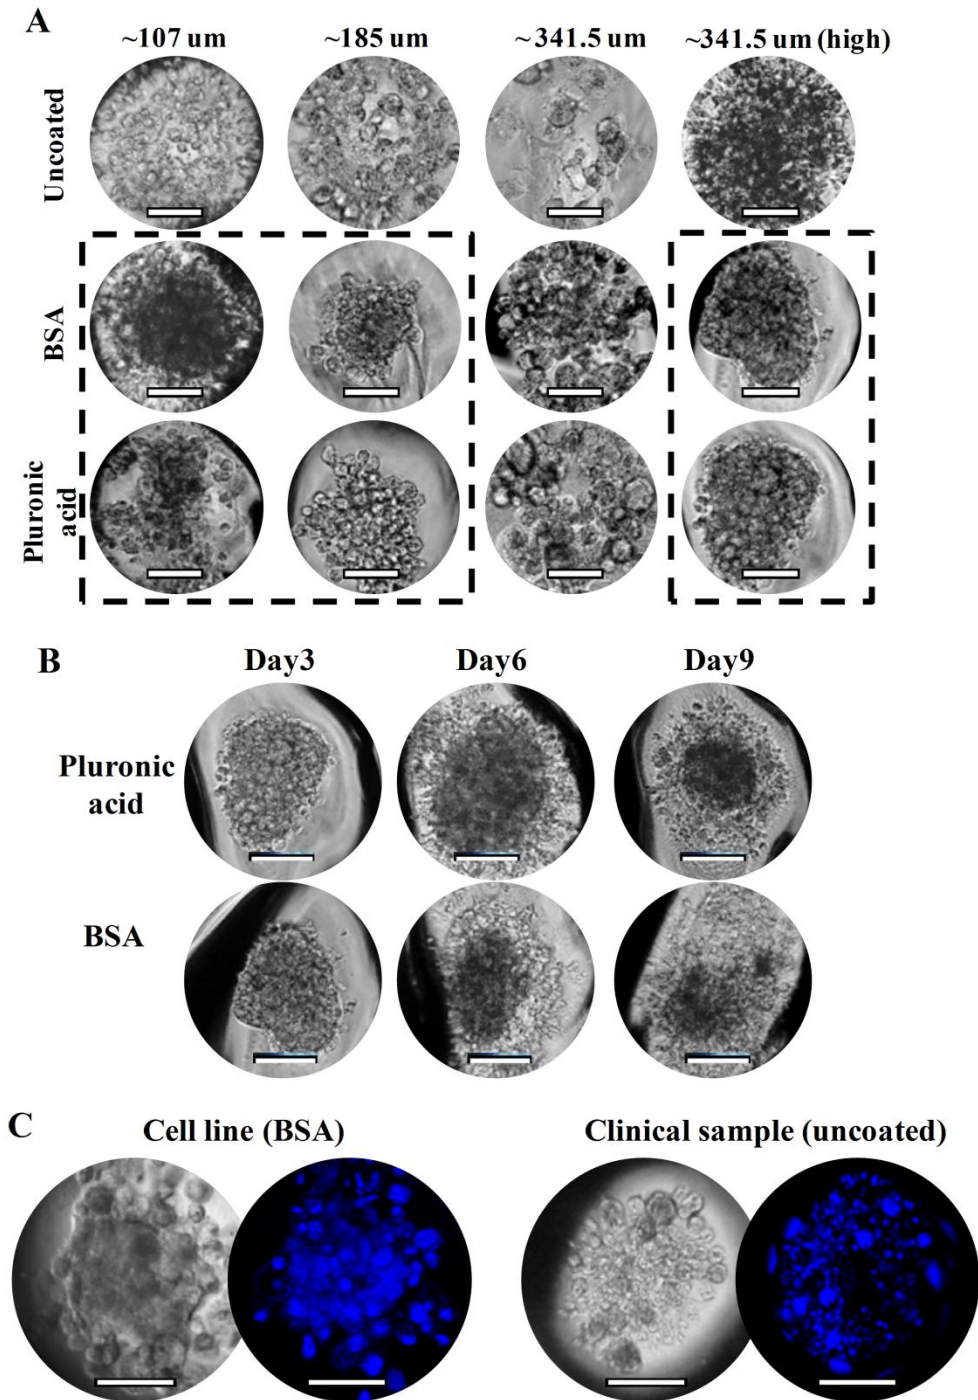 A
~107 um
~185 um
~341.5 um
~341.5 um (high)
Uncoated
BSA
Pluronic
acid
B
Day3
Day6
Day9
Pluronic
acid
BSA
C
Cell line (BSA)
Clinical sample (uncoated)